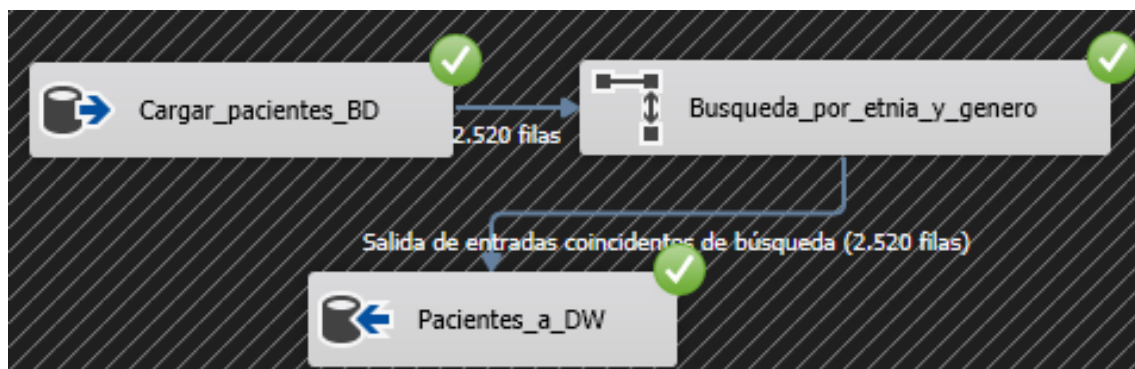 Cargar_pacientes_BD
2.520 filas
Busqueda_por_etnia_y_genero
Salida de entradas coincidentes de búsqueda (2.520 filas)
Pacientes_a_DW